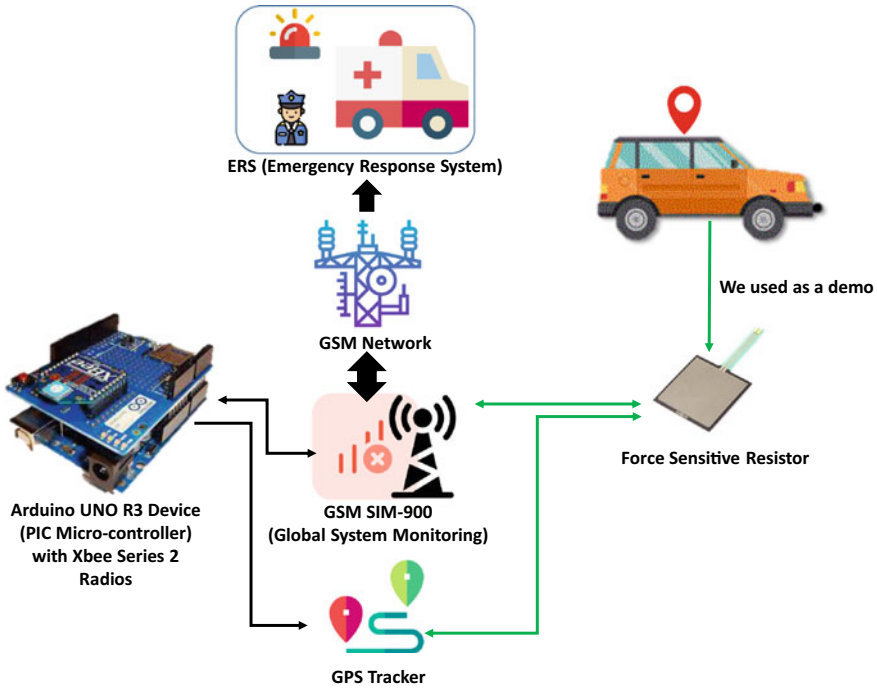 ERS (Emergency Response System)
We used as a demo
GSM Network
XBee
Force Sensitive Resistor
Arduino UNO R3 Device
(PIC Micro-controller)
with Xbee Series 2
Radios
GSM SIM-900
(Global System Monitoring)
GPS Tracker